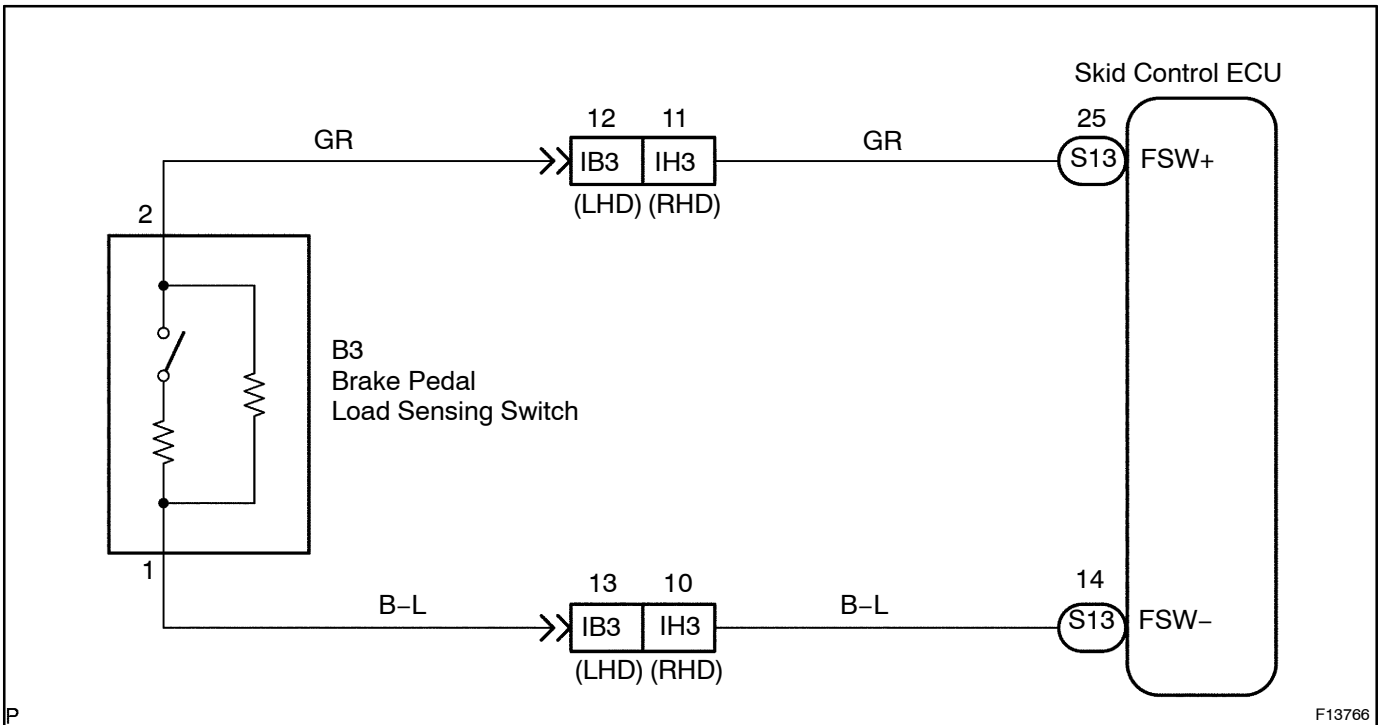 Skid Control ECU
12 11 25
GR IB3 IH3 GR S13 FSW+
(LHD) (RHD)
2
B3
Brake Pedal
Load Sensing Switch
1
13 10 14
B−L IB3 IH3 B−L S13 FSW−
(LHD) (RHD)
P F13766